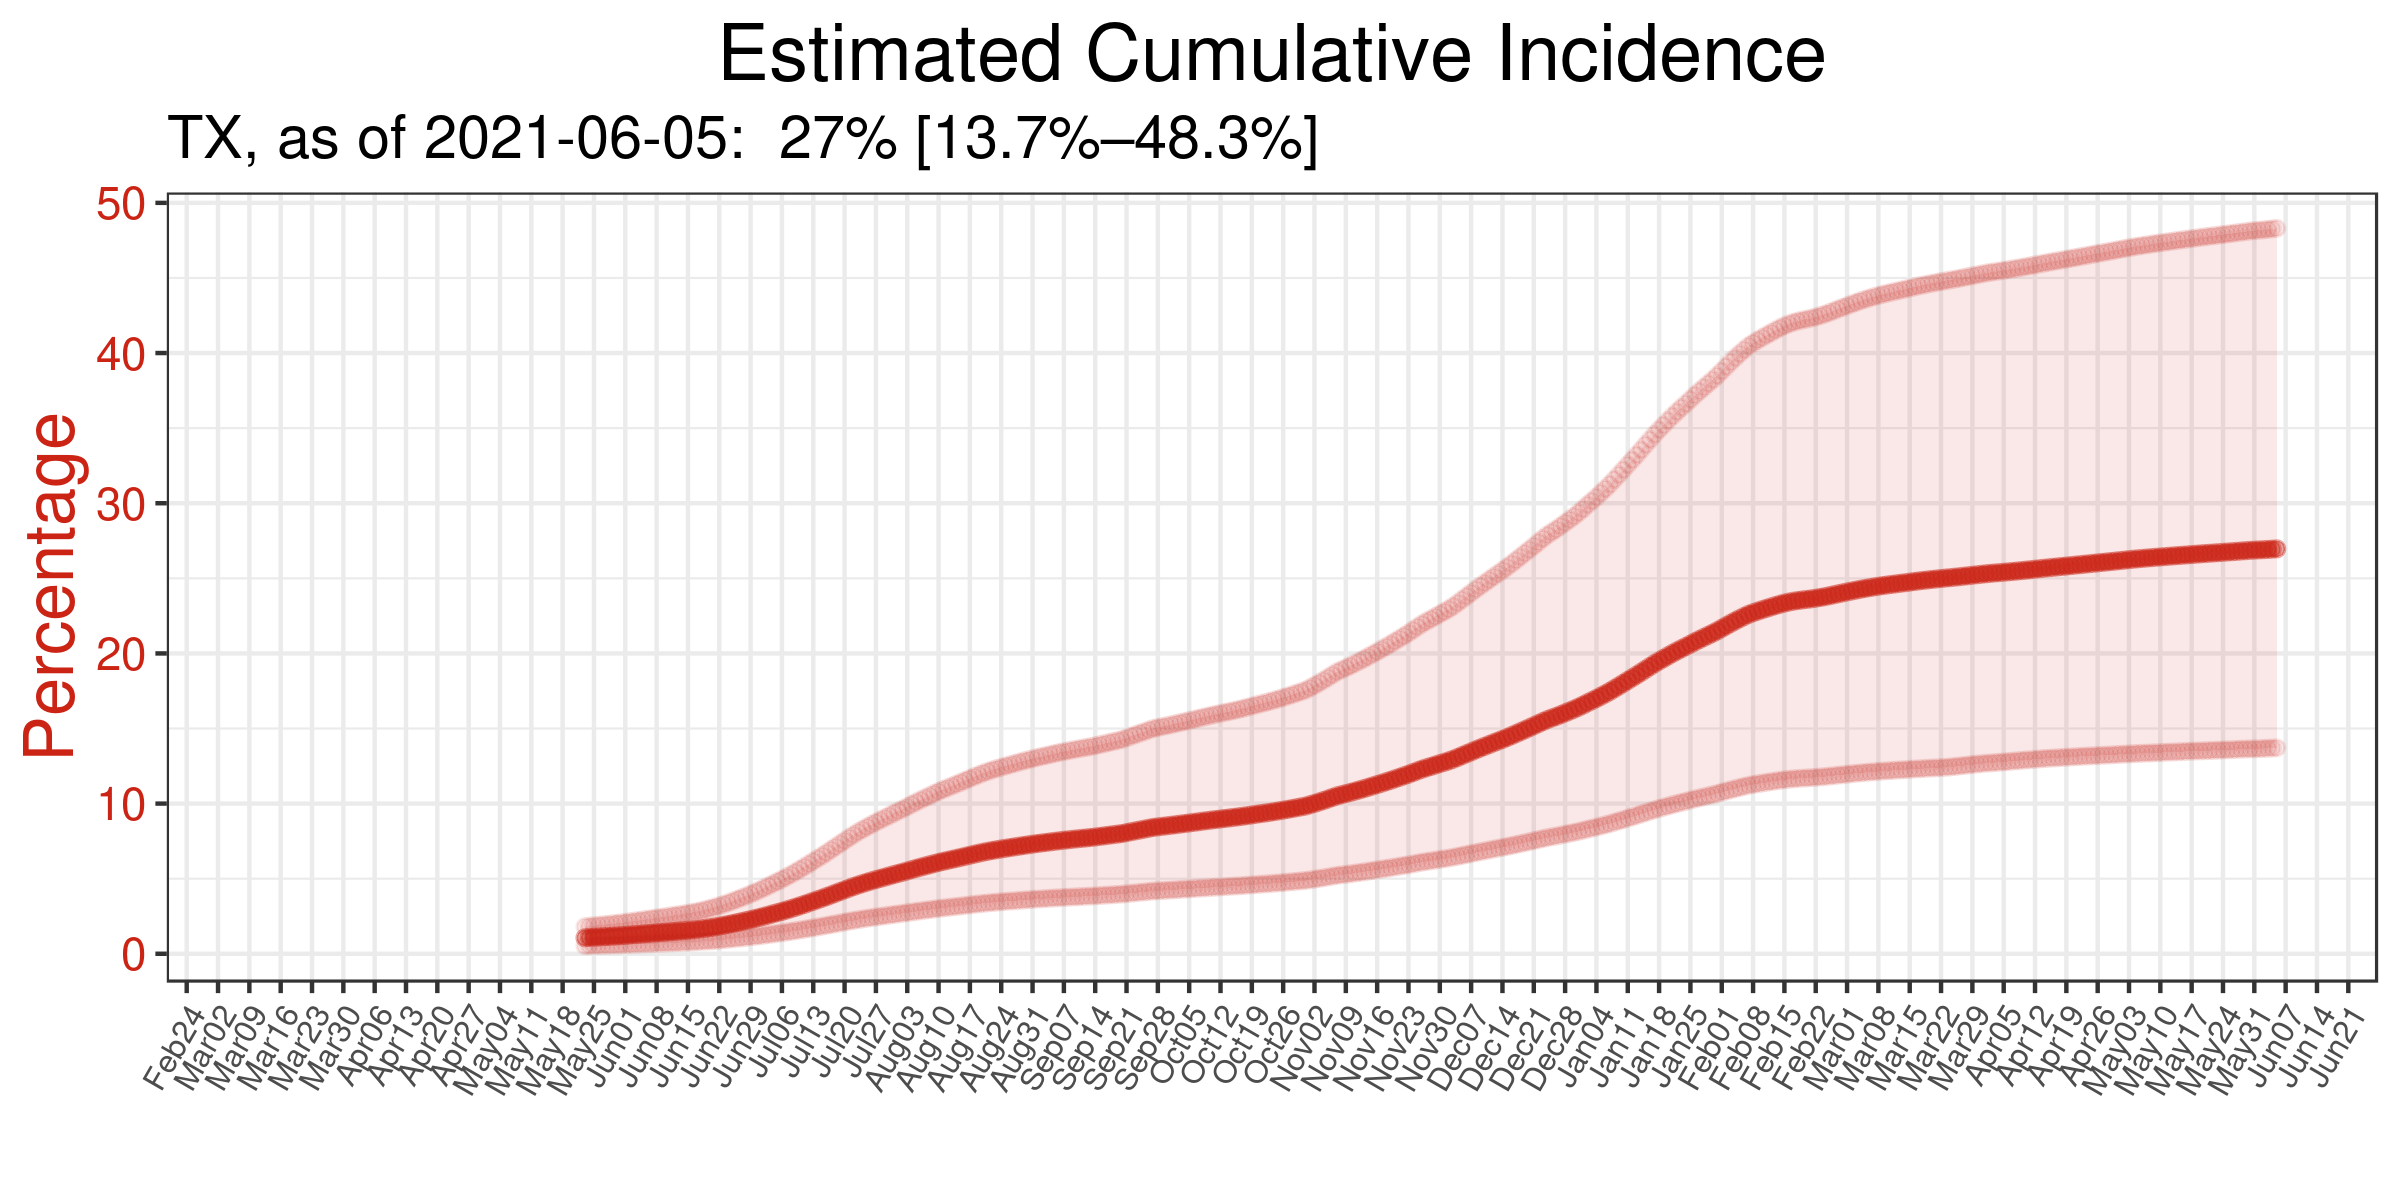 Estimated Cumulative Incidence
TX, as of 2021-06-05:  27% [13.7%–48.3%]
Percentage
50
40
30
20
10
0
Feb24
Mar02
Mar09
Mar16
Mar23
Mar30
Apr06
Apr13
Apr20
Apr27
May04
May11
May18
May25
Jun01
Jun08
Jun15
Jun22
Jun29
Jul06
Jul13
Jul20
Jul27
Aug03
Aug10
Aug17
Aug24
Aug31
Sep07
Sep14
Sep21
Sep28
Oct05
Oct12
Oct19
Oct26
Nov02
Nov09
Nov16
Nov23
Nov30
Dec07
Dec14
Dec21
Dec28
Jan04
Jan11
Jan18
Jan25
Feb01
Feb08
Feb15
Feb22
Mar01
Mar08
Mar15
Mar22
Mar29
Apr05
Apr12
Apr19
Apr26
May03
May10
May17
May24
May31
Jun07
Jun14
Jun21